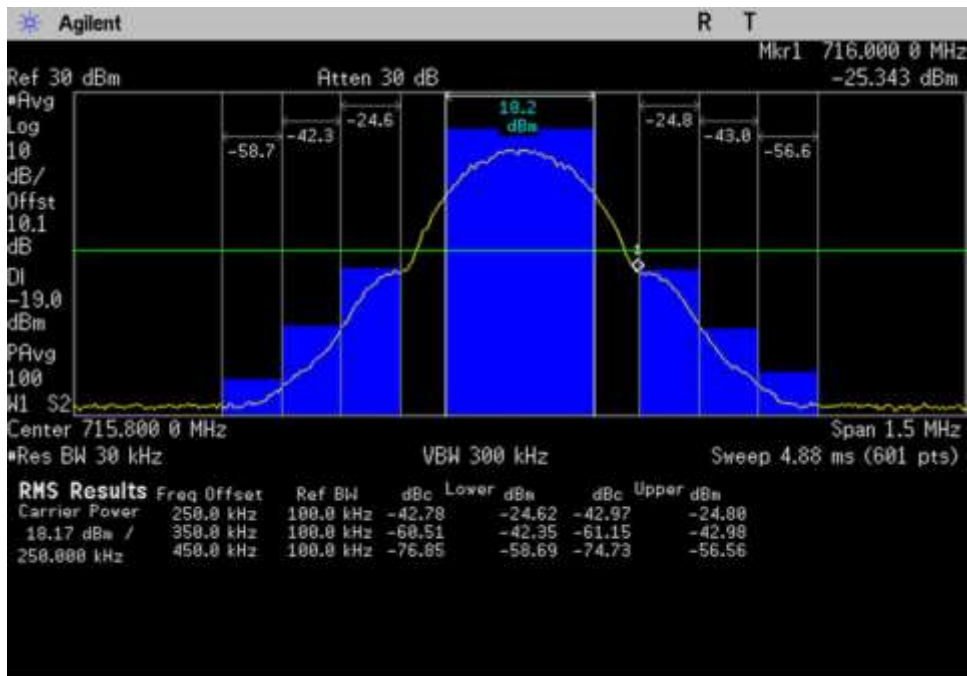 Agilent R T
Mkr1 716.000 0 MHz
Ref 30 dBm Atten 30 dB -25.343 dBm
#Avg
Log
10
dB/
Offst
10.1
dB
DI
-19.0
dBm
PAvg
100
W1 S2
-58.7 -42.3 -24.6 18.2 dBm -24.8 -43.0 -56.6
1
Center 715.800 0 MHz Span 1.5 MHz
#Res BW 30 kHz VBW 300 kHz Sweep 4.88 ms (601 pts)
RMS Results Freq Offset Ref BW dBc Lower dBm dBc Upper dBm
Carrier Power 250.0 kHz 100.0 kHz -42.78 -24.62 -42.97 -24.80
18.17 dBm / 350.0 kHz 100.0 kHz -60.51 -42.35 -61.15 -42.98
250.000 kHz 450.0 kHz 100.0 kHz -76.85 -58.69 -74.73 -56.56